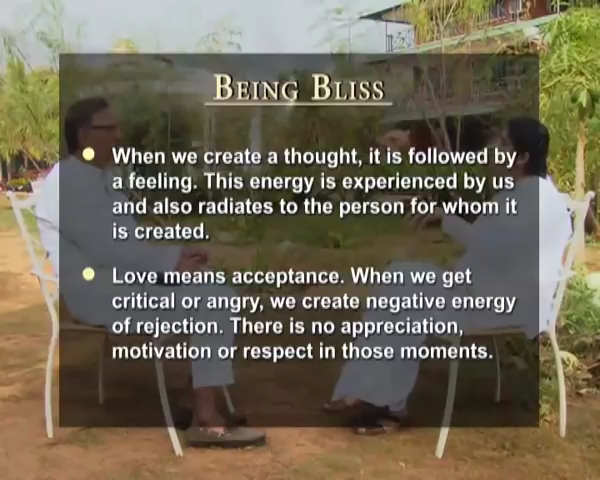 BEING BLISS
When we create a thought, it is followed by
a feeling. This energy is experienced by us
and also radiates to the person for whom it
is created.
Love means acceptance. When we get
critical or angry, we create negative energy
of rejection. There is no appreciation,
motivation or respect in those moments.